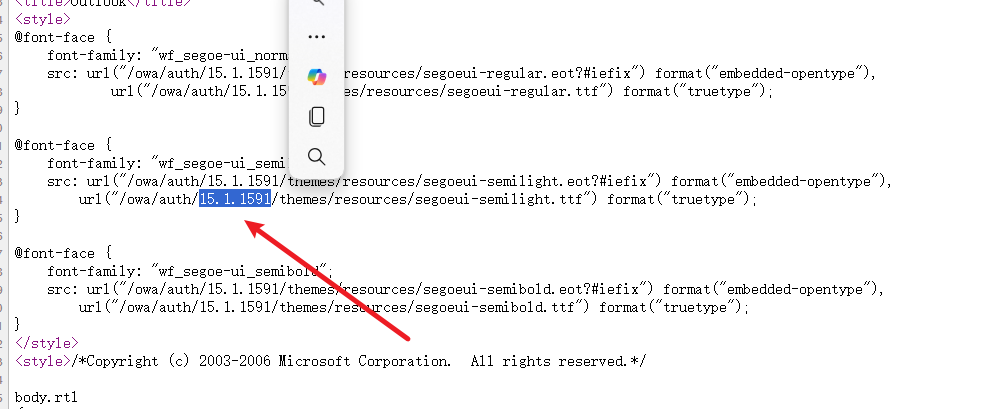 <title>Outlook</title>
<style>
@font-face {
font-family: "wf_segoe-ui_norm
src: url("/owa/auth/15.1.1591/themes/resources/segoeui-regular.eot?#iefix") format("embedded-opentype"),
url("/owa/auth/15.1.15 es/resources/segoeui-regular.ttf") format("truetype");
}
@font-face {
font-family: "wf_segoe-ui_semi
src: url("/owa/auth/15.1.1591/themes/resources/segoeui-semilight.eot?#iefix") format("embedded-opentype"),
url("/owa/auth/15.1.1591/themes/resources/segoeui-semilight.ttf") format("truetype");
}
@font-face {
font-family: "wf_segoe-ui_semibold";
src: url("/owa/auth/15.1.1591/themes/resources/segoeui-semibold.eot?#iefix") format("embedded-opentype"),
url("/owa/auth/15.1.1591/themes/resources/segoeui-semibold.ttf") format("truetype");
}
</style>
<style>/*Copyright (c) 2003-2006 Microsoft Corporation.  All rights reserved.*/
body.rtl